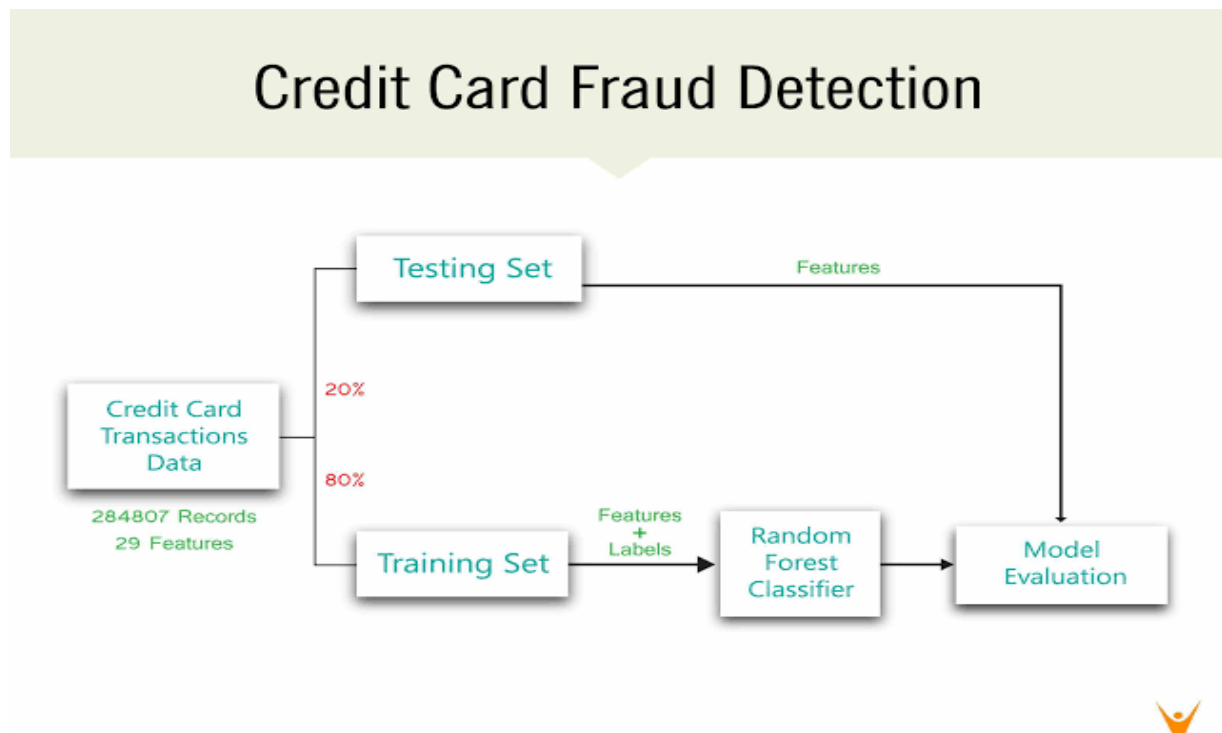 Credit Card Fraud Detection
Testing Set
Features
20%
Credit Card
Transactions
Data
80%
284807 Records
29 Features
Training Set
Features
+
Labels
Random
Forest
Classifier
Model
Evaluation